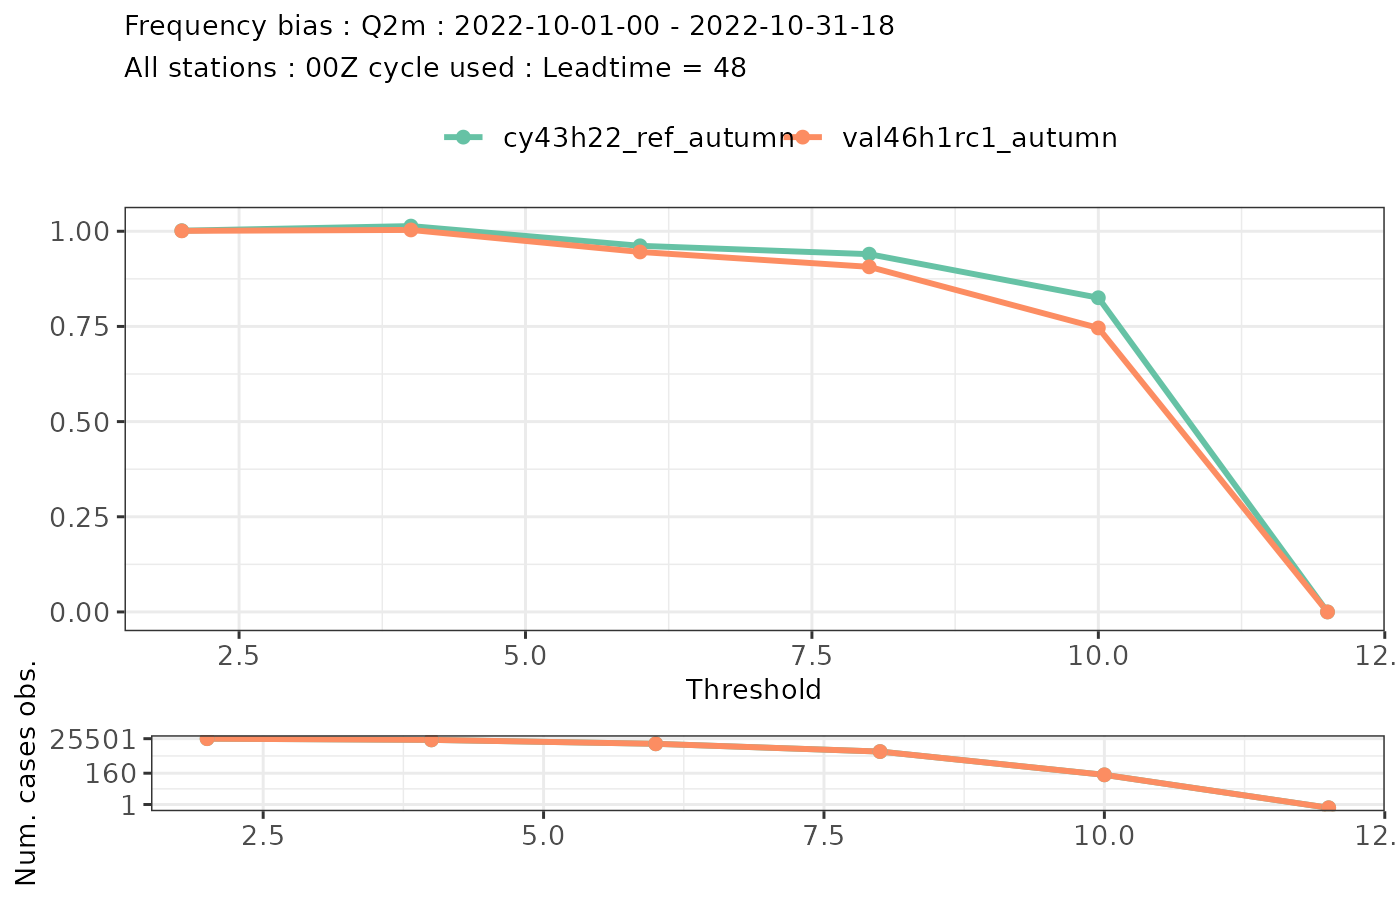 Frequency bias : Q2m : 2022-10-01-00 - 2022-10-31-18
All stations : 00Z cycle used : Leadtime = 48
cy43h22_ref_autumn val46h1rc1_autumn
1.00
0.75
0.50
0.25
0.00
2.5 5.0 7.5 10.0 12.
Threshold
Num. cases obs.
25501
160
1
2.5 5.0 7.5 10.0 12.